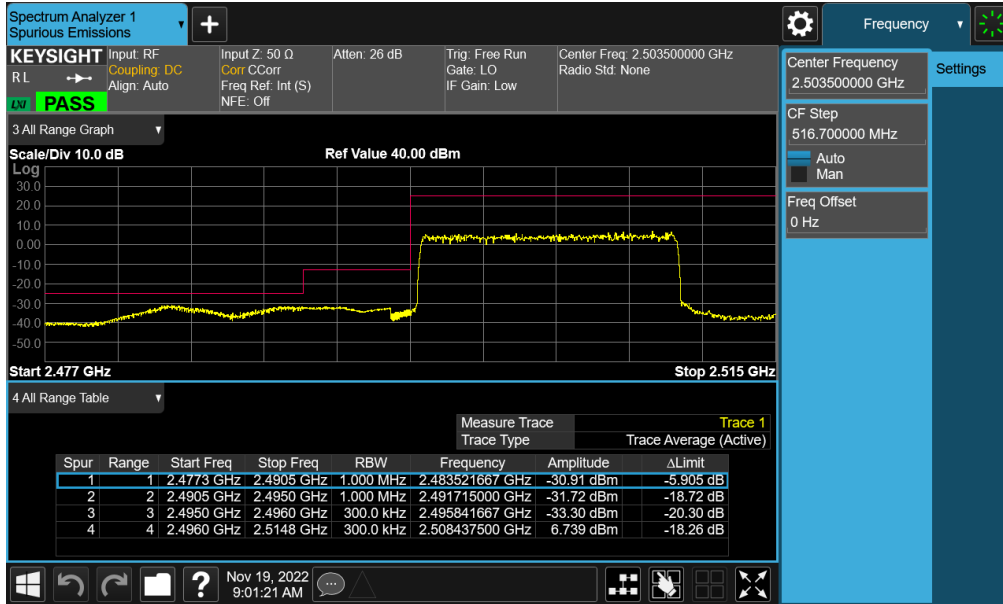 Spectrum Analyzer 1
Spurious Emissions
Frequency
KEYSIGHT
R L
LXI
PASS
Input: RF
Coupling: DC
Align: Auto
Input Z: 50 Ω
Corr CCorr
Freq Ref: Int (S)
NFE: Off
Atten: 26 dB
Trig: Free Run
Gate: LO
IF Gain: Low
Center Freq: 2.503500000 GHz
Radio Std: None
Center Frequency
2.503500000 GHz
Settings
CF Step
516.700000 MHz
Auto
Man
Freq Offset
0 Hz
3 All Range Graph
Scale/Div 10.0 dB
Ref Value 40.00 dBm
Log
30.0
20.0
10.0
0.00
-10.0
-20.0
-30.0
-40.0
-50.0
Start 2.477 GHz
Stop 2.515 GHz
4 All Range Table
Measure Trace Trace 1
Trace Type Trace Average (Active)
Spur Range Start Freq Stop Freq RBW Frequency Amplitude ΔLimit
1 1 2.4773 GHz 2.4905 GHz 1.000 MHz 2.483521667 GHz -30.91 dBm -5.905 dB
2 2 2.4905 GHz 2.4950 GHz 1.000 MHz 2.491715000 GHz -31.72 dBm -18.72 dB
3 3 2.4950 GHz 2.4960 GHz 300.0 kHz 2.495841667 GHz -33.30 dBm -20.30 dB
4 4 2.4960 GHz 2.5148 GHz 300.0 kHz 2.508437500 GHz 6.739 dBm -18.26 dB
?
Nov 19, 2022
9:01:21 AM